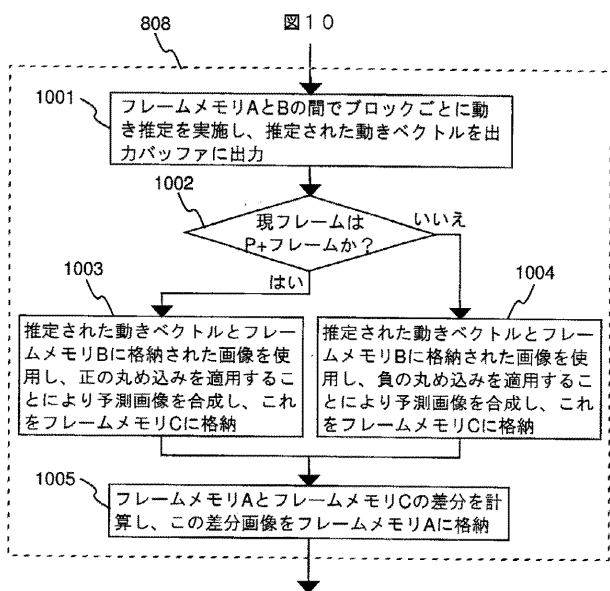 図10
808
1001
フレームメモリAとBの間でブロックごとに動
き推定を実施し、推定された動きベクトルを出
力バッファに出力
1002
現フレームは
P+フレームか？
いいえ
はい
1003
推定された動きベクトルとフレー
ムメモリBに格納された画像を使
用し、正の丸め込みを適用するこ
とにより予測画像を合成し、これ
をフレームメモリCに格納
1004
推定された動きベクトルとフレー
ムメモリBに格納された画像を使
用し、負の丸め込みを適用するこ
とにより予測画像を合成し、これ
をフレームメモリCに格納
1005
フレームメモリAとフレームメモリCの差分を計
算し、この差分画像をフレームメモリAに格納